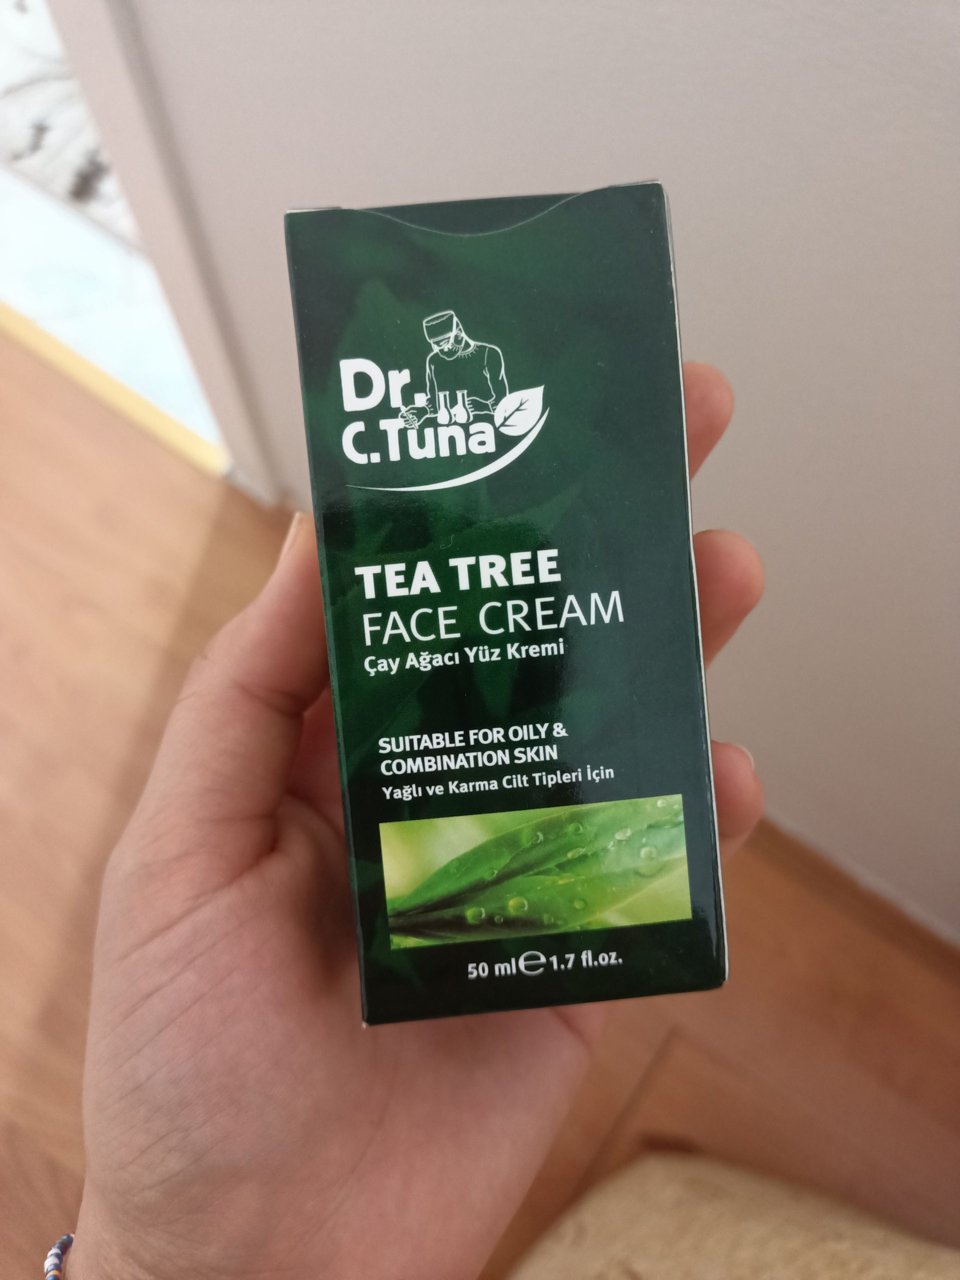 Dr.
C.Tuna
TEA TREE
FACE CREAM
Çay Ağacı Yüz Kremi
SUITABLE FOR OILY &
COMBINATION SKIN
Yağlı ve Karma Cilt Tipleri İçin
50 ml e 1.7 fl.oz.